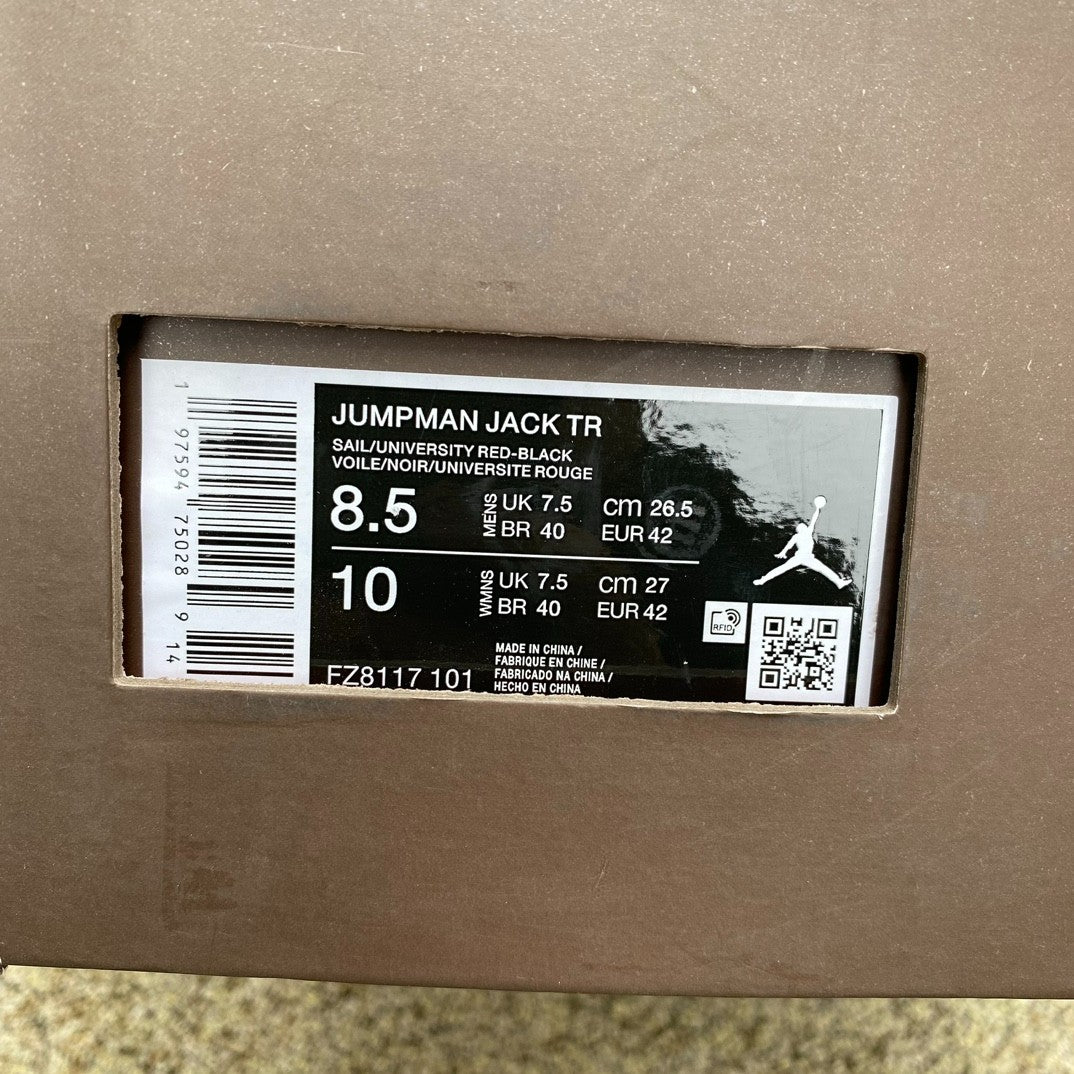 1 97594 75028 9 14
JUMPMAN JACK TR
SAIL/UNIVERSITY RED-BLACK
VOILE/NOIR/UNIVERSITE ROUGE
8.5 MENS UK 7.5 cm 26.5
BR 40 EUR 42
10 WMNS UK 7.5 cm 27
BR 40 EUR 42
RFID
FZ8117 101
MADE IN CHINA /
FABRIQUE EN CHINE /
FABRICADO NA CHINA /
HECHO EN CHINA